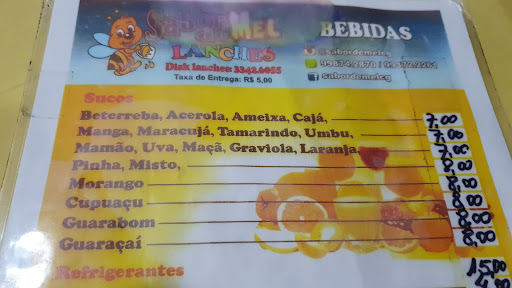 Sabor de MEL
BEBIDAS
LANCHES
@sabordemelcg
Disk lanches: 3342.6055
Taxa de Entrega: R$ 5,00
sabordemelcg
Sucos
Beterreba, Acerola, Ameixa, Cajá, 7,00
Manga, Maracujá, Tamarindo, Umbu,
Mamão, Uva, Maçã, Graviola, Laranja,
Pinha, Misto,
Morango
Cupuaçu
Guarabom
Guaraçaí
15,00
Refrigerantes